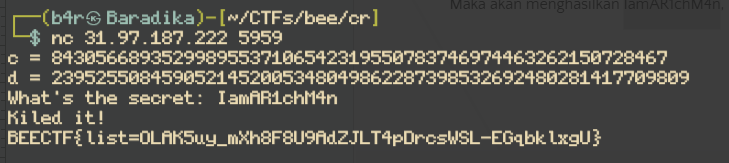 Maka akan menghasilkan IamAR1chM4n.
┌──(b4r㉿Baradika)-[~/CTFs/bee/cr]
└─$ nc 31.97.187.222 5959
c = 84305668935299895537106542319550783746974463262150728467
d = 2395255084590521452005348049862287398532692480281417709809
What's the secret: IamAR1chM4n
Kiled it!
BEECTF{list=OLAK5uy_mXh8F8U9AdZJLT4pDrcsWSL-EGqbklxgU}